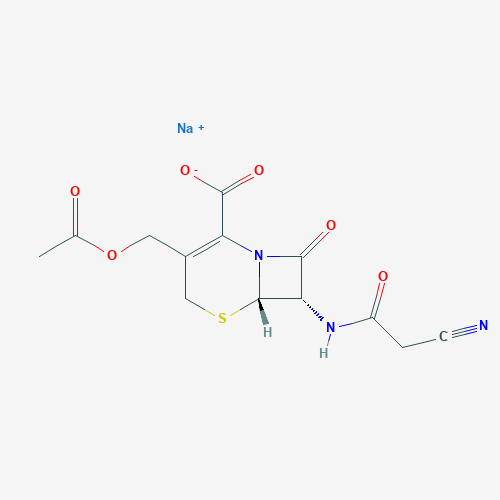 Na +
O - O
O O
O N O
S H N C N
H